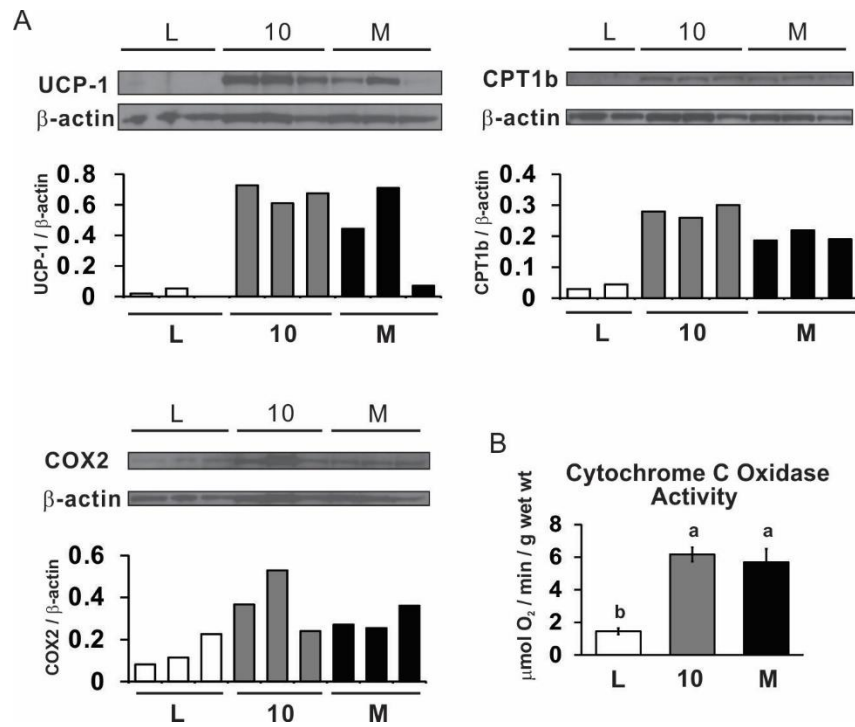 A
L 10 M
UCP-1
β-actin
UCP-1 / β-actin
0.8
0.6
0.4
0.2
0
L 10 M
L 10 M
CPT1b
β-actin
CPT1b / β-actin
0.4
0.3
0.2
0.1
0
L 10 M
L 10 M
COX2
β-actin
COX2 / β-actin
0.6
0.4
0.2
0
L 10 M
B
Cytochrome C Oxidase
Activity
μmol O₂ / min / g wet wt
8
6
4
2
0
b a a
L 10 M